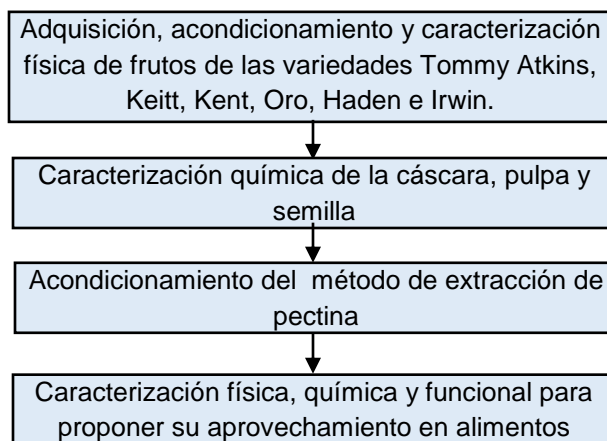 Adquisición, acondicionamiento y caracterización
física de frutos de las variedades Tommy Atkins,
Keitt, Kent, Oro, Haden e Irwin.
Caracterización química de la cáscara, pulpa y
semilla
Acondicionamiento del método de extracción de
pectina
Caracterización física, química y funcional para
proponer su aprovechamiento en alimentos